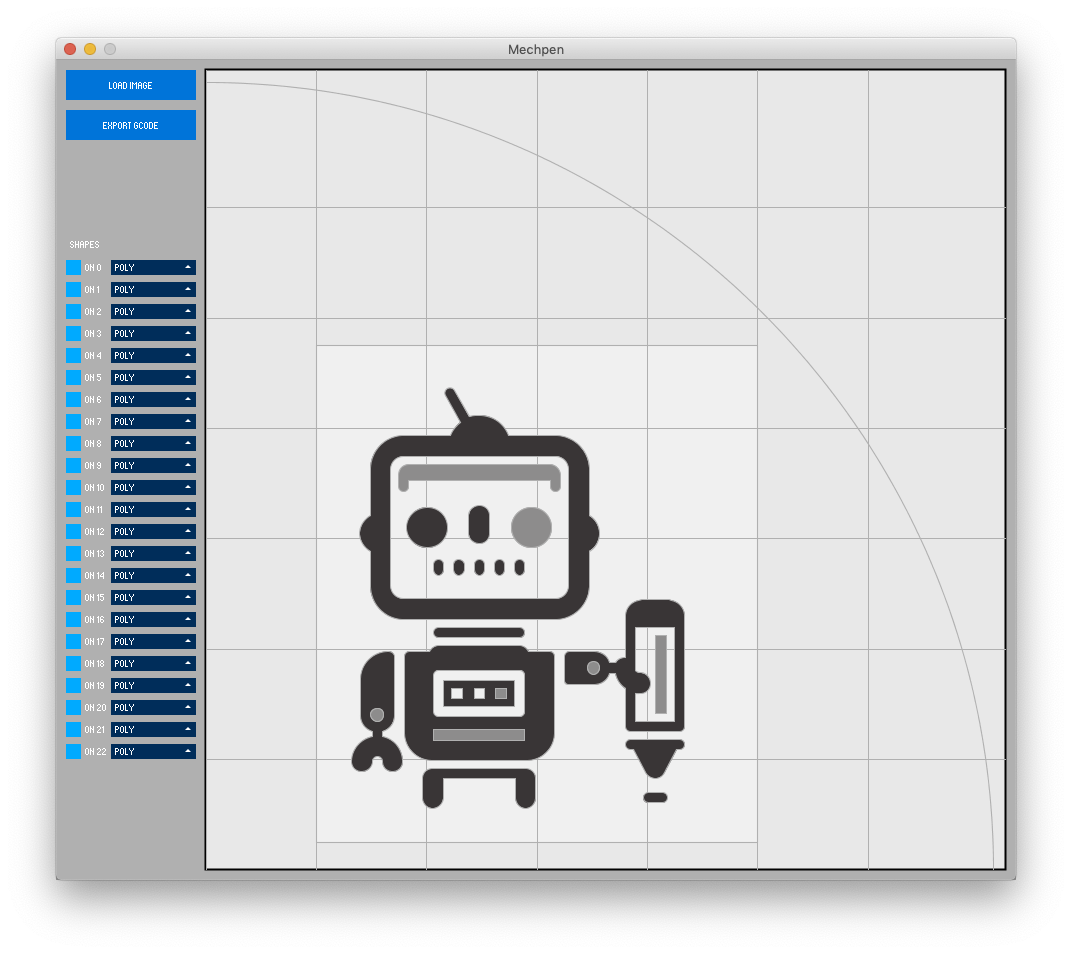 Mechpen
LOAD IMAGE
EXPORT GCODE
SHAPES
ON 0 POLY
ON 1 POLY
ON 2 POLY
ON 3 POLY
ON 4 POLY
ON 5 POLY
ON 6 POLY
ON 7 POLY
ON 8 POLY
ON 9 POLY
ON 10 POLY
ON 11 POLY
ON 12 POLY
ON 13 POLY
ON 14 POLY
ON 15 POLY
ON 16 POLY
ON 17 POLY
ON 18 POLY
ON 19 POLY
ON 20 POLY
ON 21 POLY
ON 22 POLY